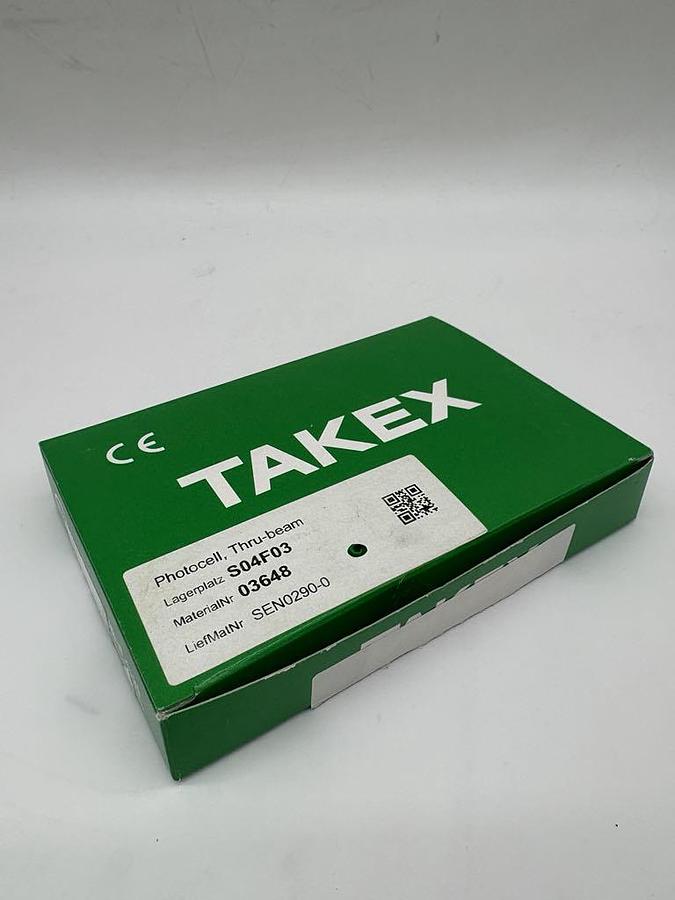 CE
TAKEX
Photocell, Thru-beam
Lagerplatz S04F03
MaterialNr 03648
LiefMatNr SEN0290-0